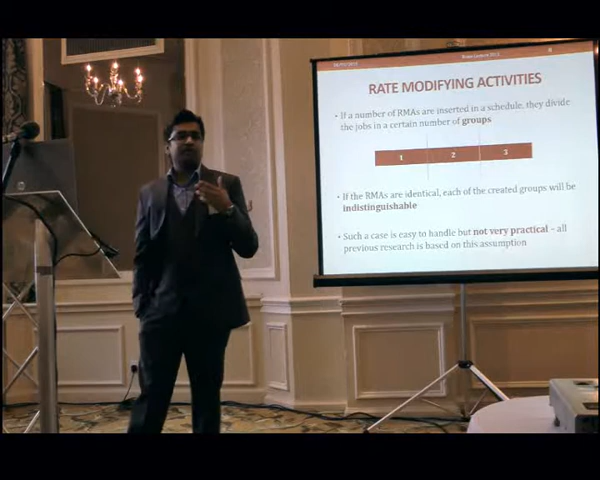 RATE MODIFYING ACTIVITIES
• If a number of RMAs are inserted in a schedule, they divide
the jobs in a certain number of groups
1 2 3
• If the RMAs are identical, each of the created groups will be
indistinguishable
• Such a case is easy to handle but not very practical – all
previous research is based on this assumption